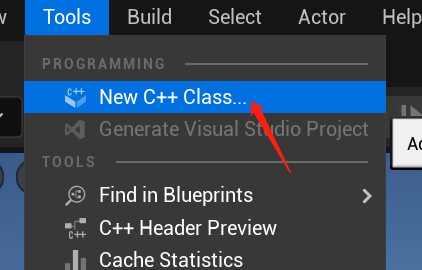 Tools Build Select Actor Help
PROGRAMMING
New C++ Class...
Generate Visual Studio Project
TOOLS
Find in Blueprints
C++ Header Preview
Cache Statistics